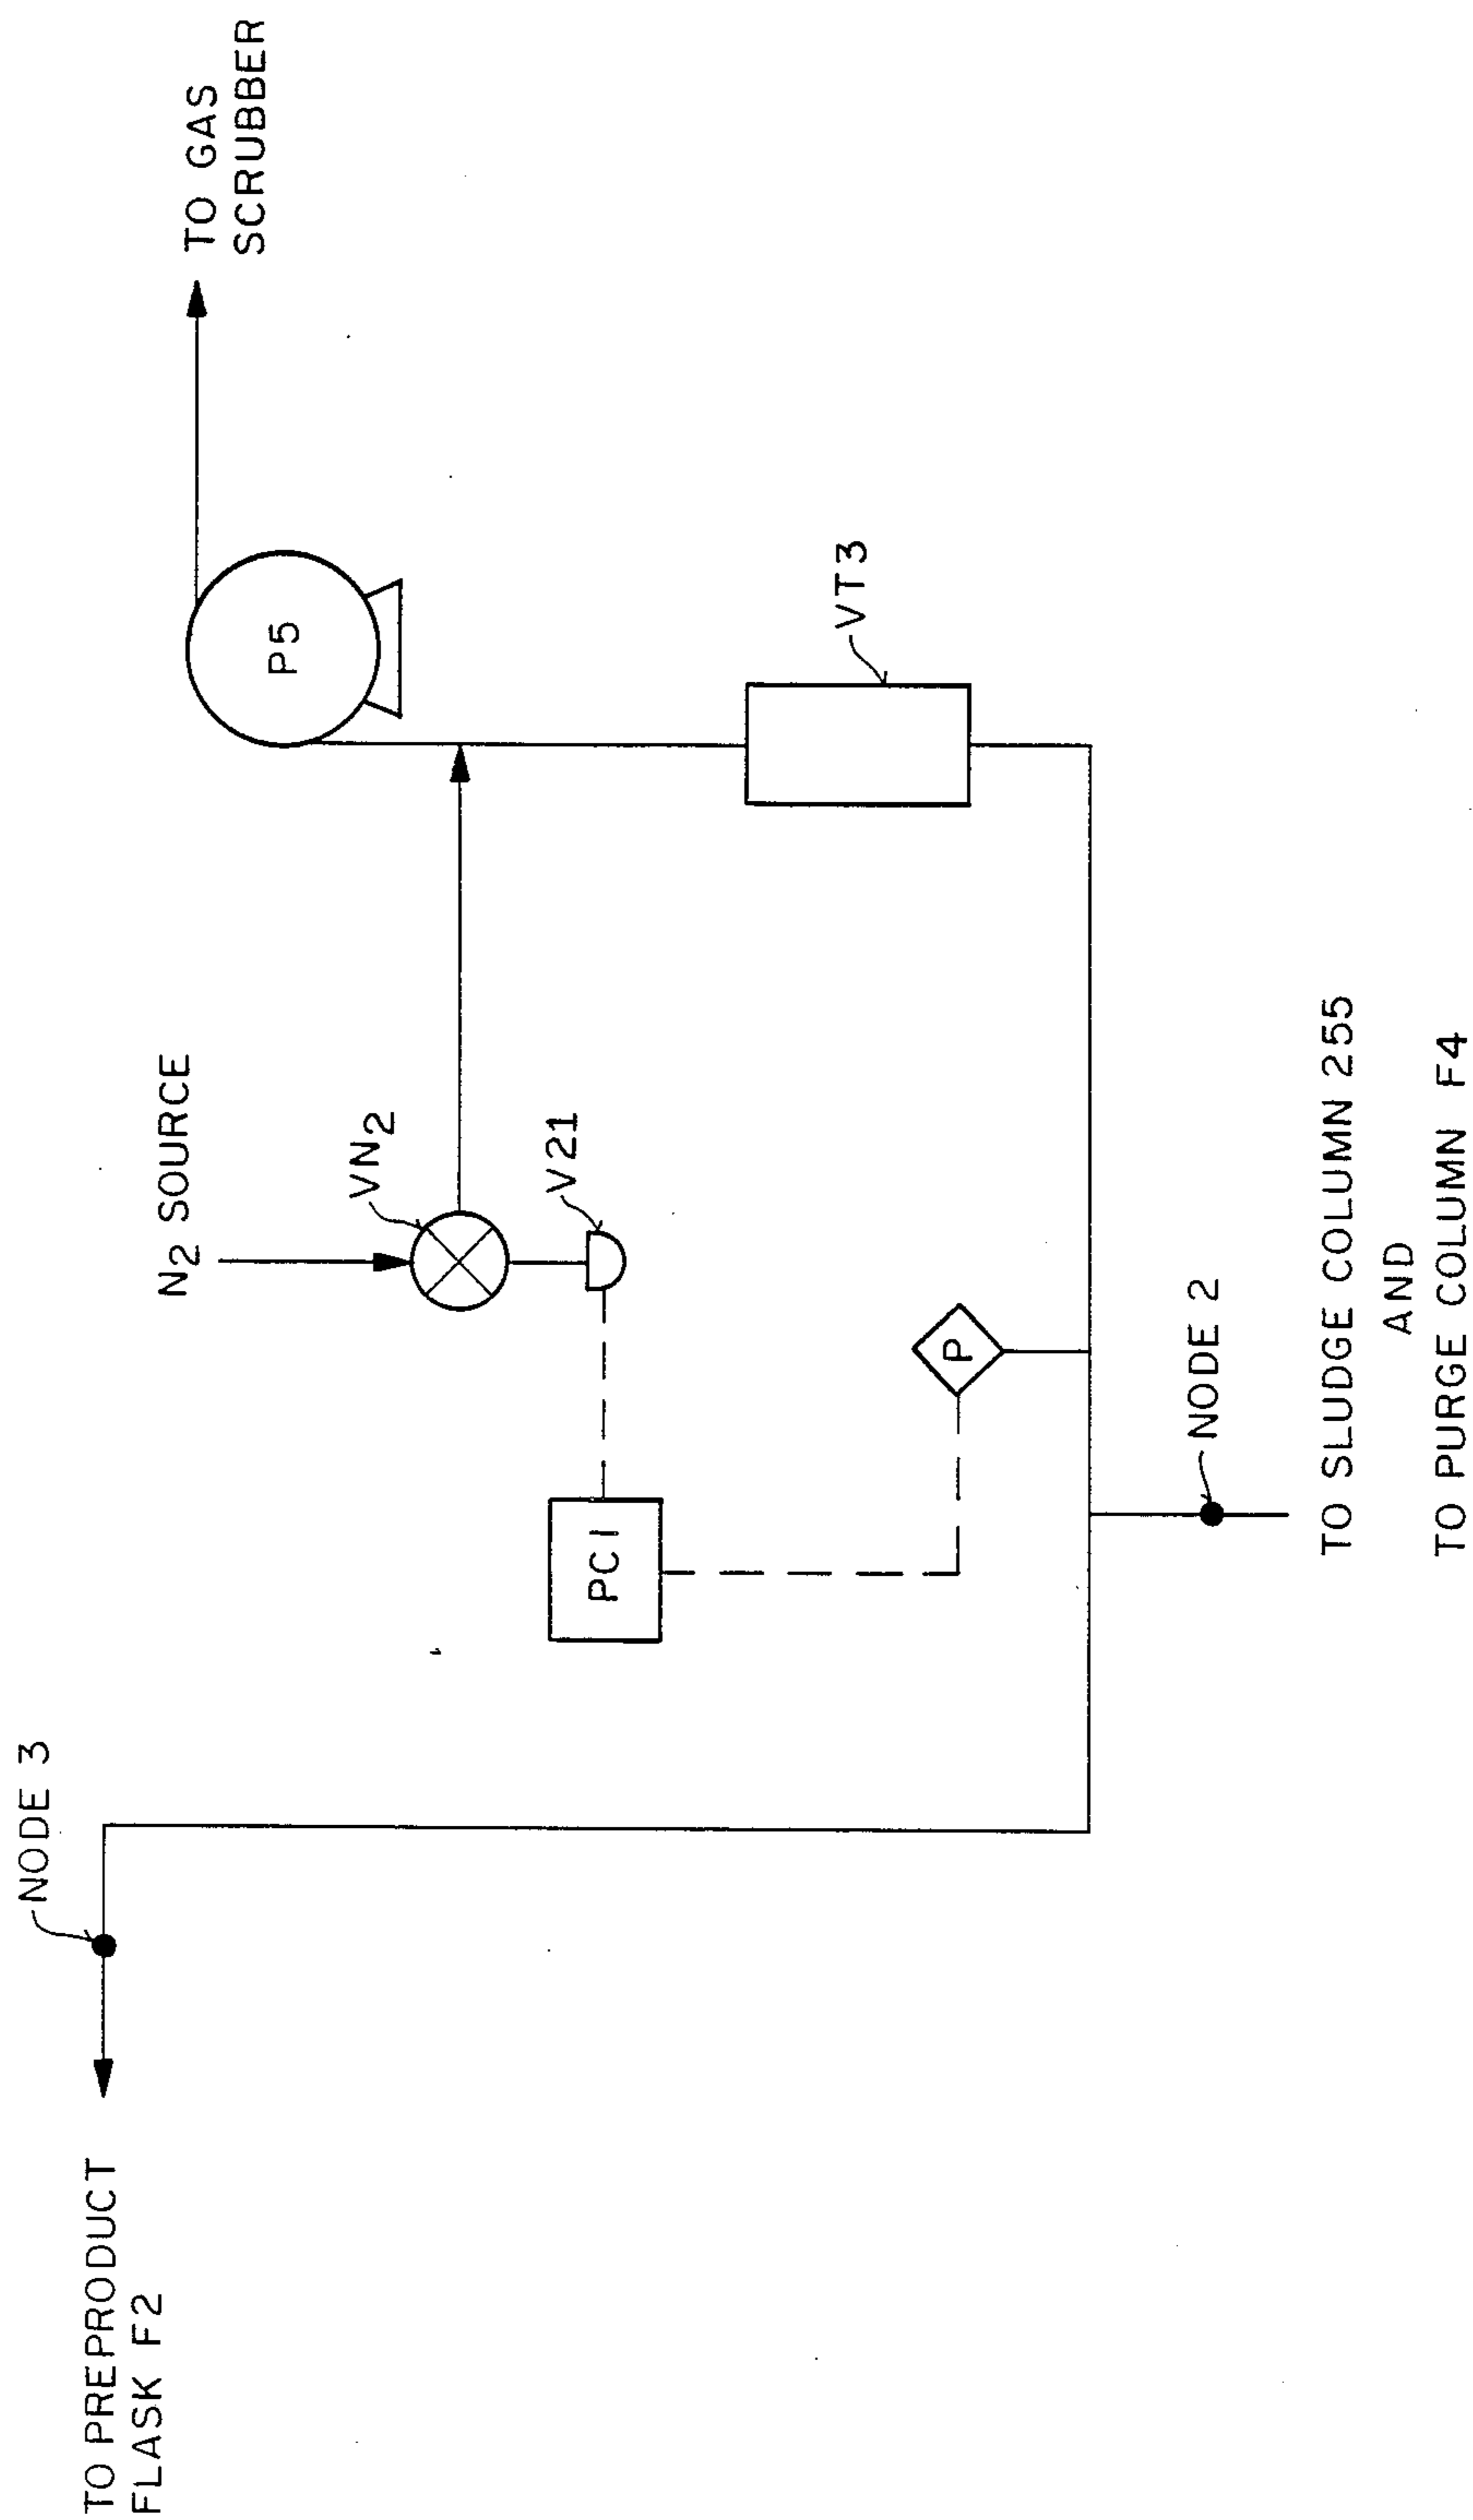 TO PREPRODUCT
FLASK F2
NODE 3
N2 SOURCE
VN2
V21
PC1
P
P5
TO GAS
SCRUBBER
VT3
NODE 2
TO SLUDGE COLUMN 255
AND
TO PURGE COLUMN F4